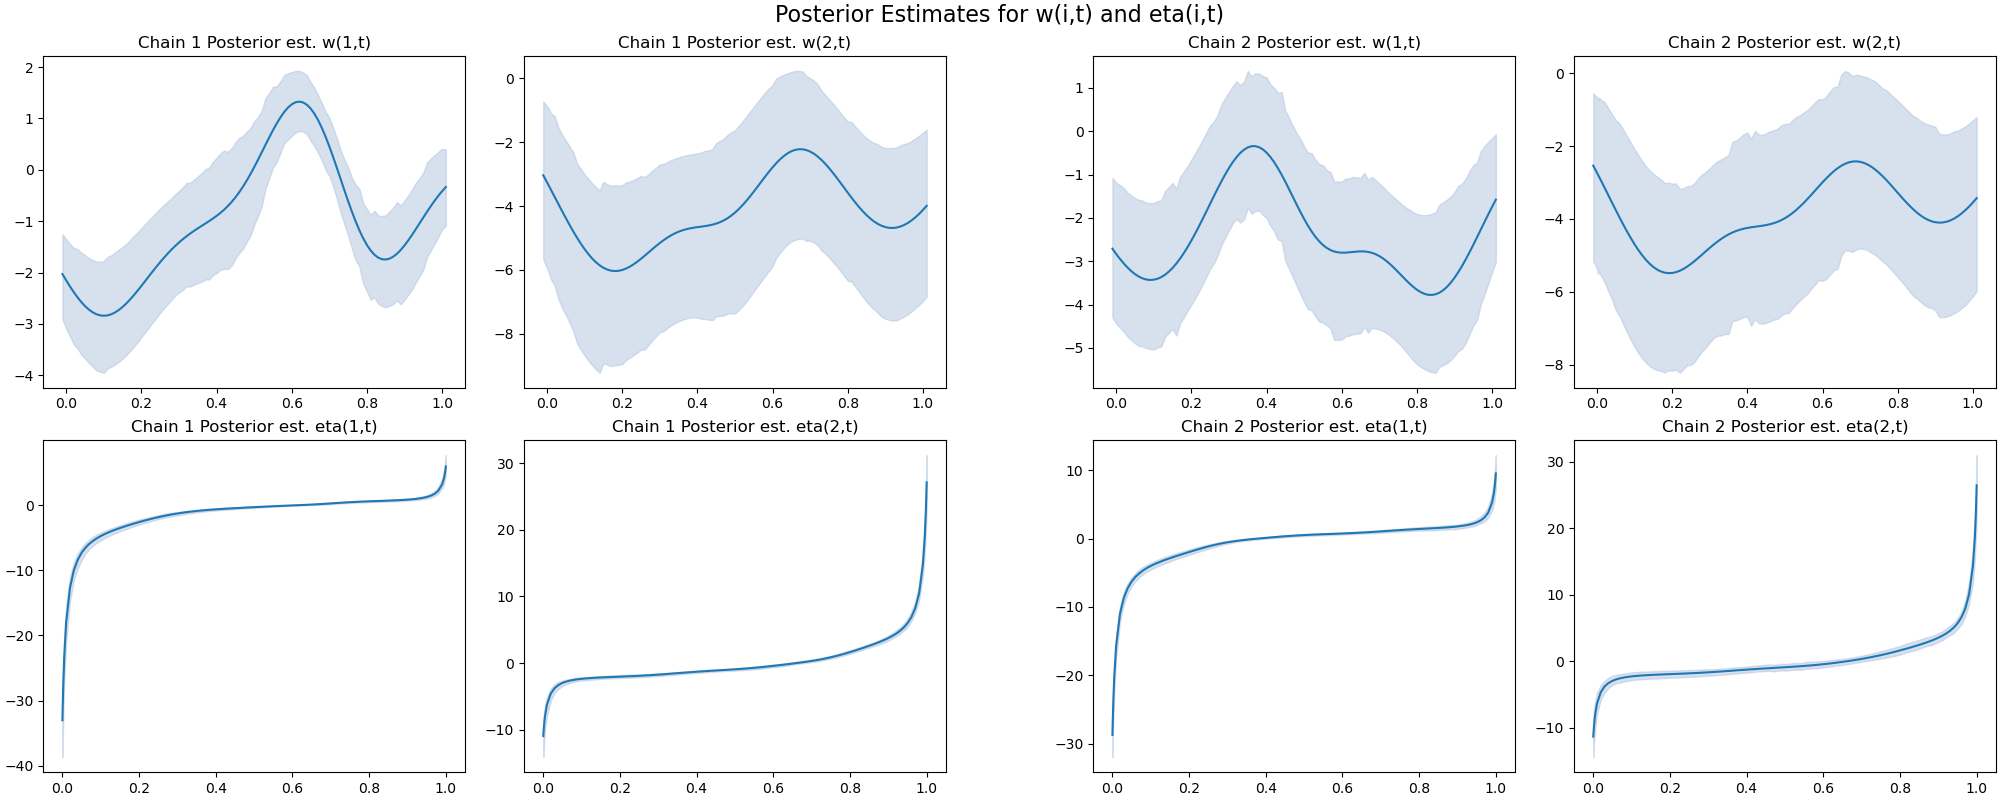 Posterior Estimates for w(i,t) and eta(i,t)
Chain 1 Posterior est. w(1,t)
2
1
0
−1
−2
−3
−4
0.0 0.2 0.4 0.6 0.8 1.0
Chain 1 Posterior est. w(2,t)
0
−2
−4
−6
−8
0.0 0.2 0.4 0.6 0.8 1.0
Chain 2 Posterior est. w(1,t)
1
0
−1
−2
−3
−4
−5
0.0 0.2 0.4 0.6 0.8 1.0
Chain 2 Posterior est. w(2,t)
0
−2
−4
−6
−8
0.0 0.2 0.4 0.6 0.8 1.0
Chain 1 Posterior est. eta(1,t)
0
−10
−20
−30
−40
0.0 0.2 0.4 0.6 0.8 1.0
Chain 1 Posterior est. eta(2,t)
30
20
10
0
−10
0.0 0.2 0.4 0.6 0.8 1.0
Chain 2 Posterior est. eta(1,t)
10
0
−10
−20
−30
0.0 0.2 0.4 0.6 0.8 1.0
Chain 2 Posterior est. eta(2,t)
30
20
10
0
−10
0.0 0.2 0.4 0.6 0.8 1.0